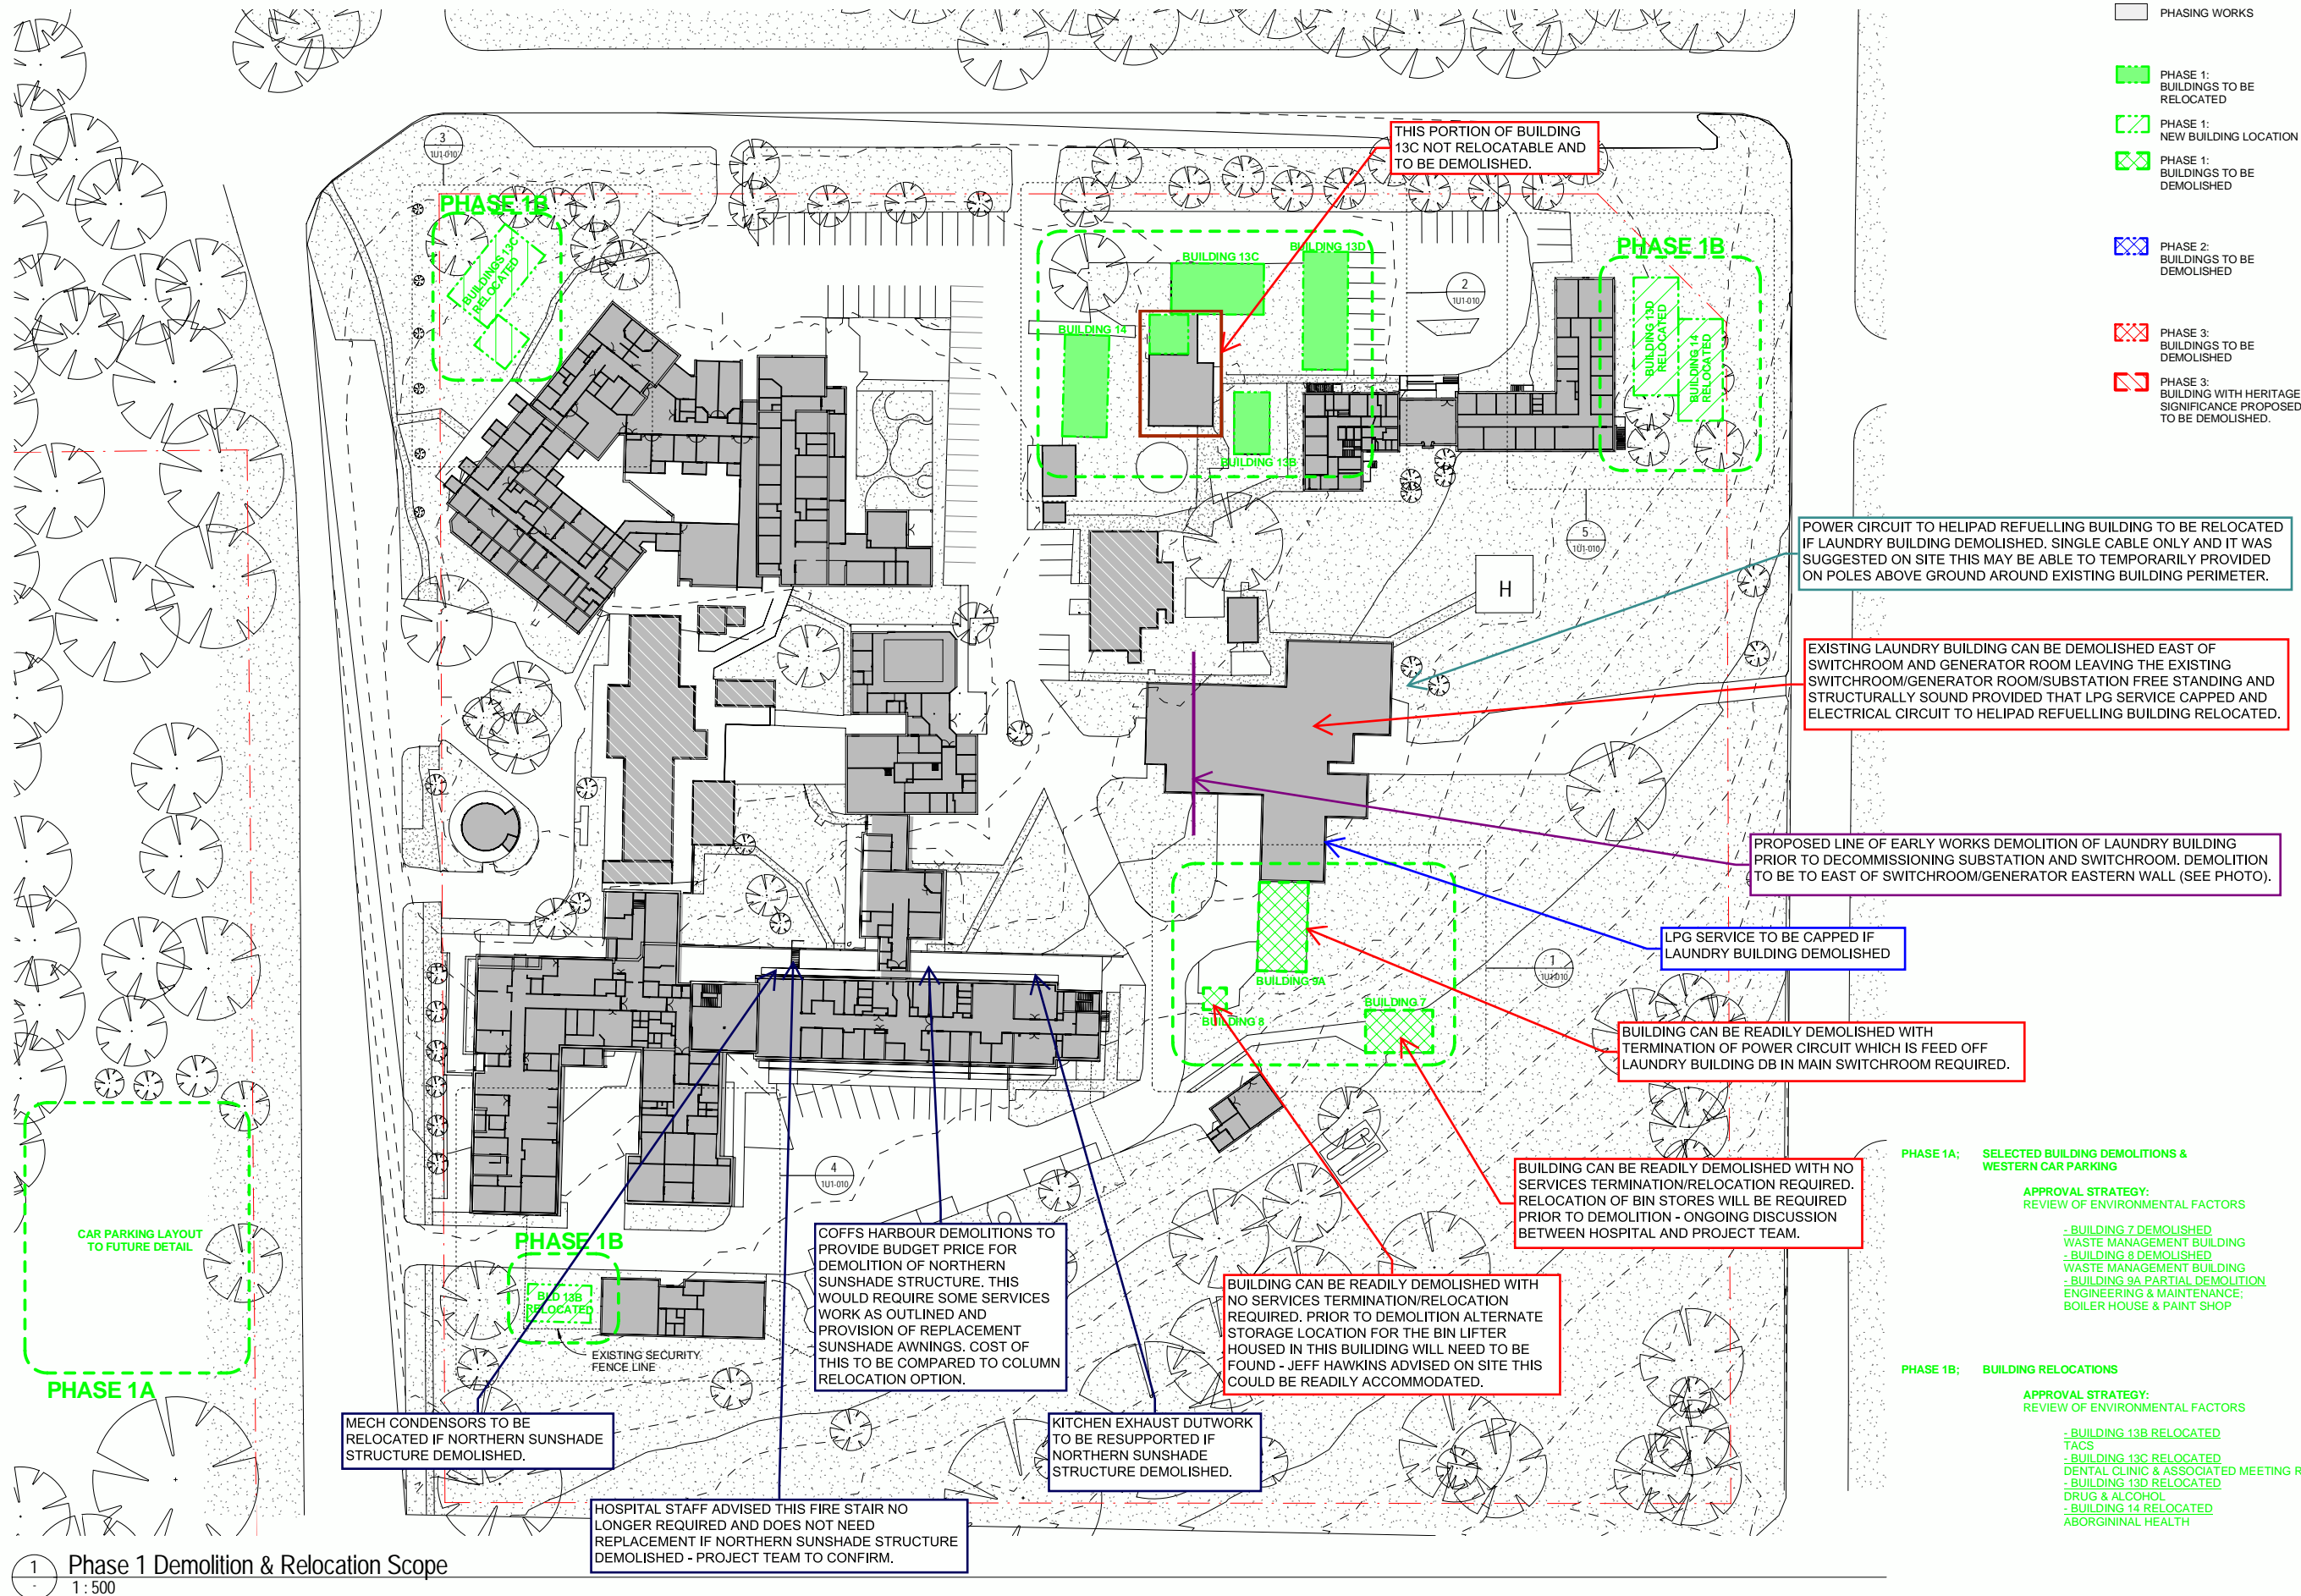 PHASING WORKS
PHASE 1:
BUILDINGS TO BE
RELOCATED
PHASE 1:
NEW BUILDING LOCATION
PHASE 1:
BUILDINGS TO BE
DEMOLISHED
PHASE 2:
BUILDINGS TO BE
DEMOLISHED
PHASE 3:
BUILDINGS TO BE
DEMOLISHED
PHASE 3:
BUILDING WITH HERITAGE
SIGNIFICANCE PROPOSED
TO BE DEMOLISHED.
THIS PORTION OF BUILDING
13C NOT RELOCATABLE AND
TO BE DEMOLISHED.
3
1U1-010
PHASE 1B
BUILDINGS 13C
RELOCATED
BUILDING 13D
BUILDING 13C
BUILDING 14
BUILDING 13B
2
1U1-010
PHASE 1B
BUILDING 13D
RELOCATED
BUILDING 14
RELOCATED
5
1U1-010
H
POWER CIRCUIT TO HELIPAD REFUELLING BUILDING TO BE RELOCATED
IF LAUNDRY BUILDING DEMOLISHED. SINGLE CABLE ONLY AND IT WAS
SUGGESTED ON SITE THIS MAY BE ABLE TO TEMPORARILY PROVIDED
ON POLES ABOVE GROUND AROUND EXISTING BUILDING PERIMETER.
EXISTING LAUNDRY BUILDING CAN BE DEMOLISHED EAST OF
SWITCHROOM AND GENERATOR ROOM LEAVING THE EXISTING
SWITCHROOM/GENERATOR ROOM/SUBSTATION FREE STANDING AND
STRUCTURALLY SOUND PROVIDED THAT LPG SERVICE CAPPED AND
ELECTRICAL CIRCUIT TO HELIPAD REFUELLING BUILDING RELOCATED.
PROPOSED LINE OF EARLY WORKS DEMOLITION OF LAUNDRY BUILDING
PRIOR TO DECOMMISSIONING SUBSTATION AND SWITCHROOM. DEMOLITION
TO BE TO EAST OF SWITCHROOM/GENERATOR EASTERN WALL (SEE PHOTO).
LPG SERVICE TO BE CAPPED IF
LAUNDRY BUILDING DEMOLISHED
1
1U1-010
BUILDING 9A
BUILDING 7
BUILDING 8
BUILDING CAN BE READILY DEMOLISHED WITH
TERMINATION OF POWER CIRCUIT WHICH IS FEED OFF
LAUNDRY BUILDING DB IN MAIN SWITCHROOM REQUIRED.
BUILDING CAN BE READILY DEMOLISHED WITH NO
SERVICES TERMINATION/RELOCATION REQUIRED.
RELOCATION OF BIN STORES WILL BE REQUIRED
PRIOR TO DEMOLITION - ONGOING DISCUSSION
BETWEEN HOSPITAL AND PROJECT TEAM.
BUILDING CAN BE READILY DEMOLISHED WITH
NO SERVICES TERMINATION/RELOCATION
REQUIRED. PRIOR TO DEMOLITION ALTERNATE
STORAGE LOCATION FOR THE BIN LIFTER
HOUSED IN THIS BUILIDING WILL NEED TO BE
FOUND - JEFF HAWKINS ADVISED ON SITE THIS
COULD BE READILY ACCOMMODATED.
4
1U1-010
COFFS HARBOUR DEMOLITIONS TO
PROVIDE BUDGET PRICE FOR
DEMOLITION OF NORTHERN
SUNSHADE STRUCTURE. THIS
WOULD REQUIRE SOME SERVICES
WORK AS OUTLINED AND
PROVISION OF REPLACEMENT
SUNSHADE AWNINGS. COST OF
THIS TO BE COMPARED TO COLUMN
RELOCATION OPTION.
CAR PARKING LAYOUT
TO FUTURE DETAIL
PHASE 1A
PHASE 1B
BLD 13B
RELOCATED
EXISTING SECURITY
FENCE LINE
MECH CONDENSORS TO BE
RELOCATED IF NORTHERN SUNSHADE
STRUCTURE DEMOLISHED.
KITCHEN EXHAUST DUTWORK
TO BE RESUPPORTED IF
NORTHERN SUNSHADE
STRUCTURE DEMOLISHED.
HOSPITAL STAFF ADVISED THIS FIRE STAIR NO
LONGER REQUIRED AND DOES NOT NEED
REPLACEMENT IF NORTHERN SUNSHADE STRUCTURE
DEMOLISHED - PROJECT TEAM TO CONFIRM.
PHASE 1A; SELECTED BUILDING DEMOLITIONS &
WESTERN CAR PARKING
APPROVAL STRATEGY:
REVIEW OF ENVIRONMENTAL FACTORS
- BUILDING 7 DEMOLISHED
WASTE MANAGEMENT BUILDING
- BUILDING 8 DEMOLISHED
WASTE MANAGEMENT BUILDING
- BUILDING 9A PARTIAL DEMOLITION
ENGINEERING & MAINTENANCE;
BOILER HOUSE & PAINT SHOP
PHASE 1B; BUILDING RELOCATIONS
APPROVAL STRATEGY:
REVIEW OF ENVIRONMENTAL FACTORS
- BUILDING 13B RELOCATED
TACS
- BUILDING 13C RELOCATED
DENTAL CLINIC & ASSOCIATED MEETING R
- BUILDING 13D RELOCATED
DRUG & ALCOHOL
- BUILDING 14 RELOCATED
ABORGININAL HEALTH
1
-
Phase 1 Demolition & Relocation Scope
1 : 500